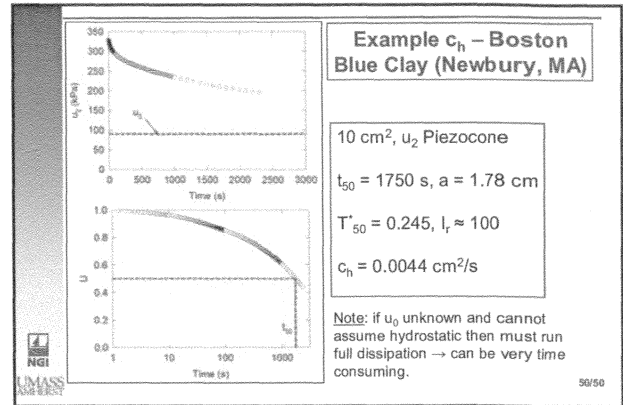 Example cₕ – Boston
Blue Clay (Newbury, MA)
350
300
250
200
150
100
50
0
u₂ (kPa)
u₀
0 500 1000 1500 2000 2500 3000
Time (s)
1.0
0.8
0.6
0.4
0.2
0.0
U
t₅₀
1 10 100 1000
Time (s)
10 cm², u₂ Piezocone
t₅₀ = 1750 s, a = 1.78 cm
T*₅₀ = 0.245, Iᵣ ≈ 100
cₕ = 0.0044 cm²/s
Note: if u₀ unknown and cannot
assume hydrostatic then must run
full dissipation → can be very time
consuming.
NGI
UMASS
AMHERST
50/50